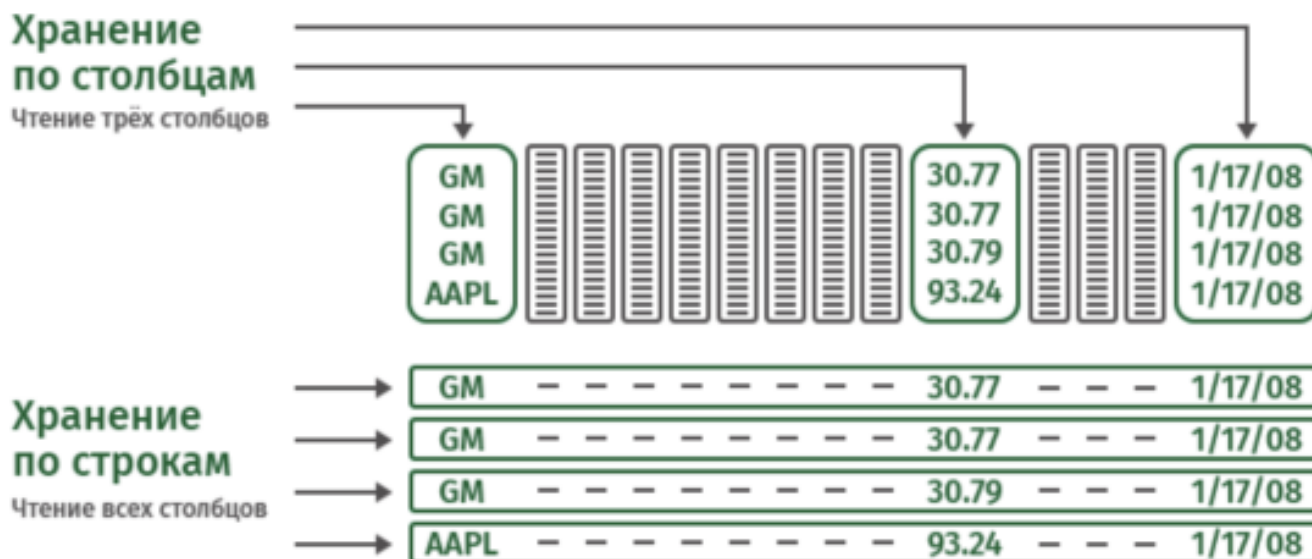 Хранение
по столбцам
Чтение трёх столбцов
GM 30.77 1/17/08
GM 30.77 1/17/08
GM 30.79 1/17/08
AAPL 93.24 1/17/08
Хранение
по строкам
Чтение всех столбцов
GM – – – – – – – – 30.77 – – – 1/17/08
GM – – – – – – – – 30.77 – – – 1/17/08
GM – – – – – – – – 30.79 – – – 1/17/08
AAPL – – – – – – – – 93.24 – – – 1/17/08